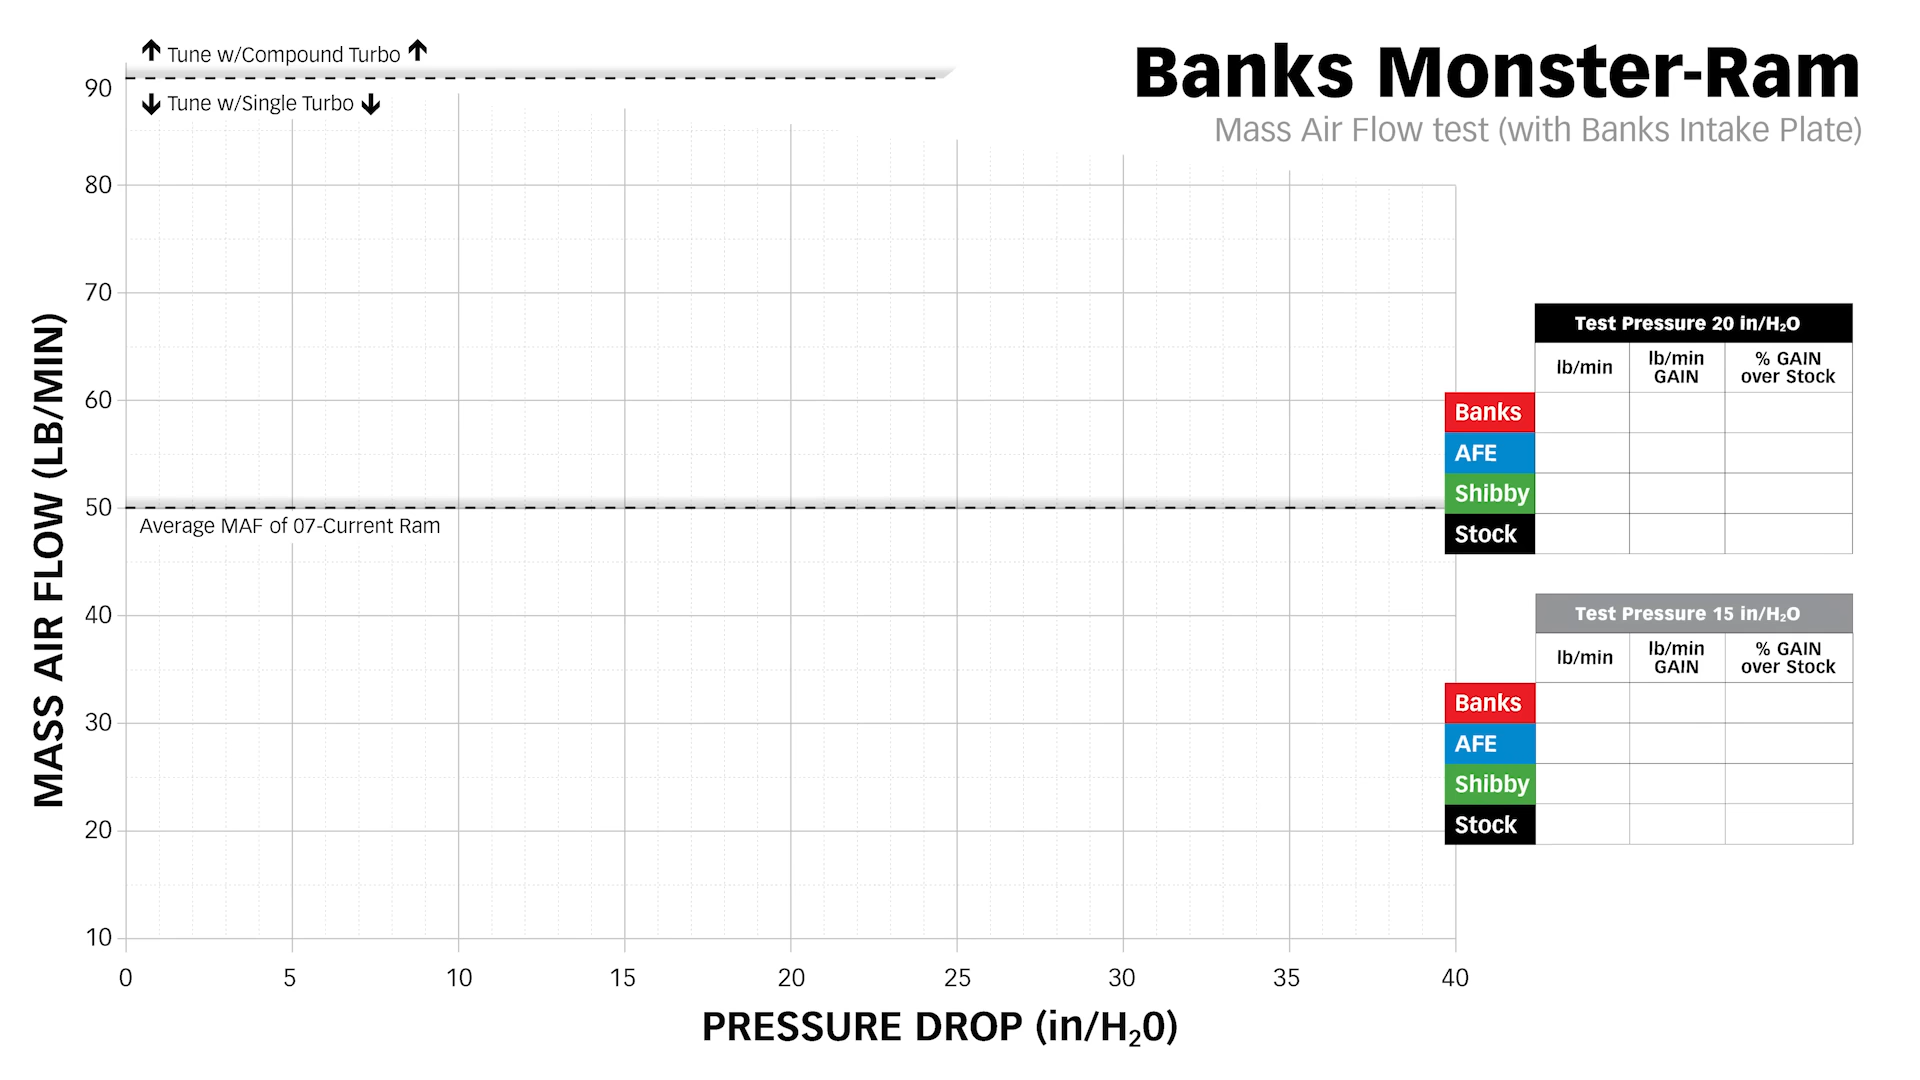 Banks Monster-Ram
Mass Air Flow test (with Banks Intake Plate)
↑ Tune w/Compound Turbo ↑
↓ Tune w/Single Turbo ↓
Average MAF of 07-Current Ram
MASS AIR FLOW (LB/MIN)
90
80
70
60
50
40
30
20
10
0 5 10 15 20 25 30 35 40
PRESSURE DROP (in/H₂0)
Test Pressure 20 in/H₂O
lb/min
lb/min
GAIN
% GAIN
over Stock
Banks
AFE
Shibby
Stock
Test Pressure 15 in/H₂O
lb/min
lb/min
GAIN
% GAIN
over Stock
Banks
AFE
Shibby
Stock